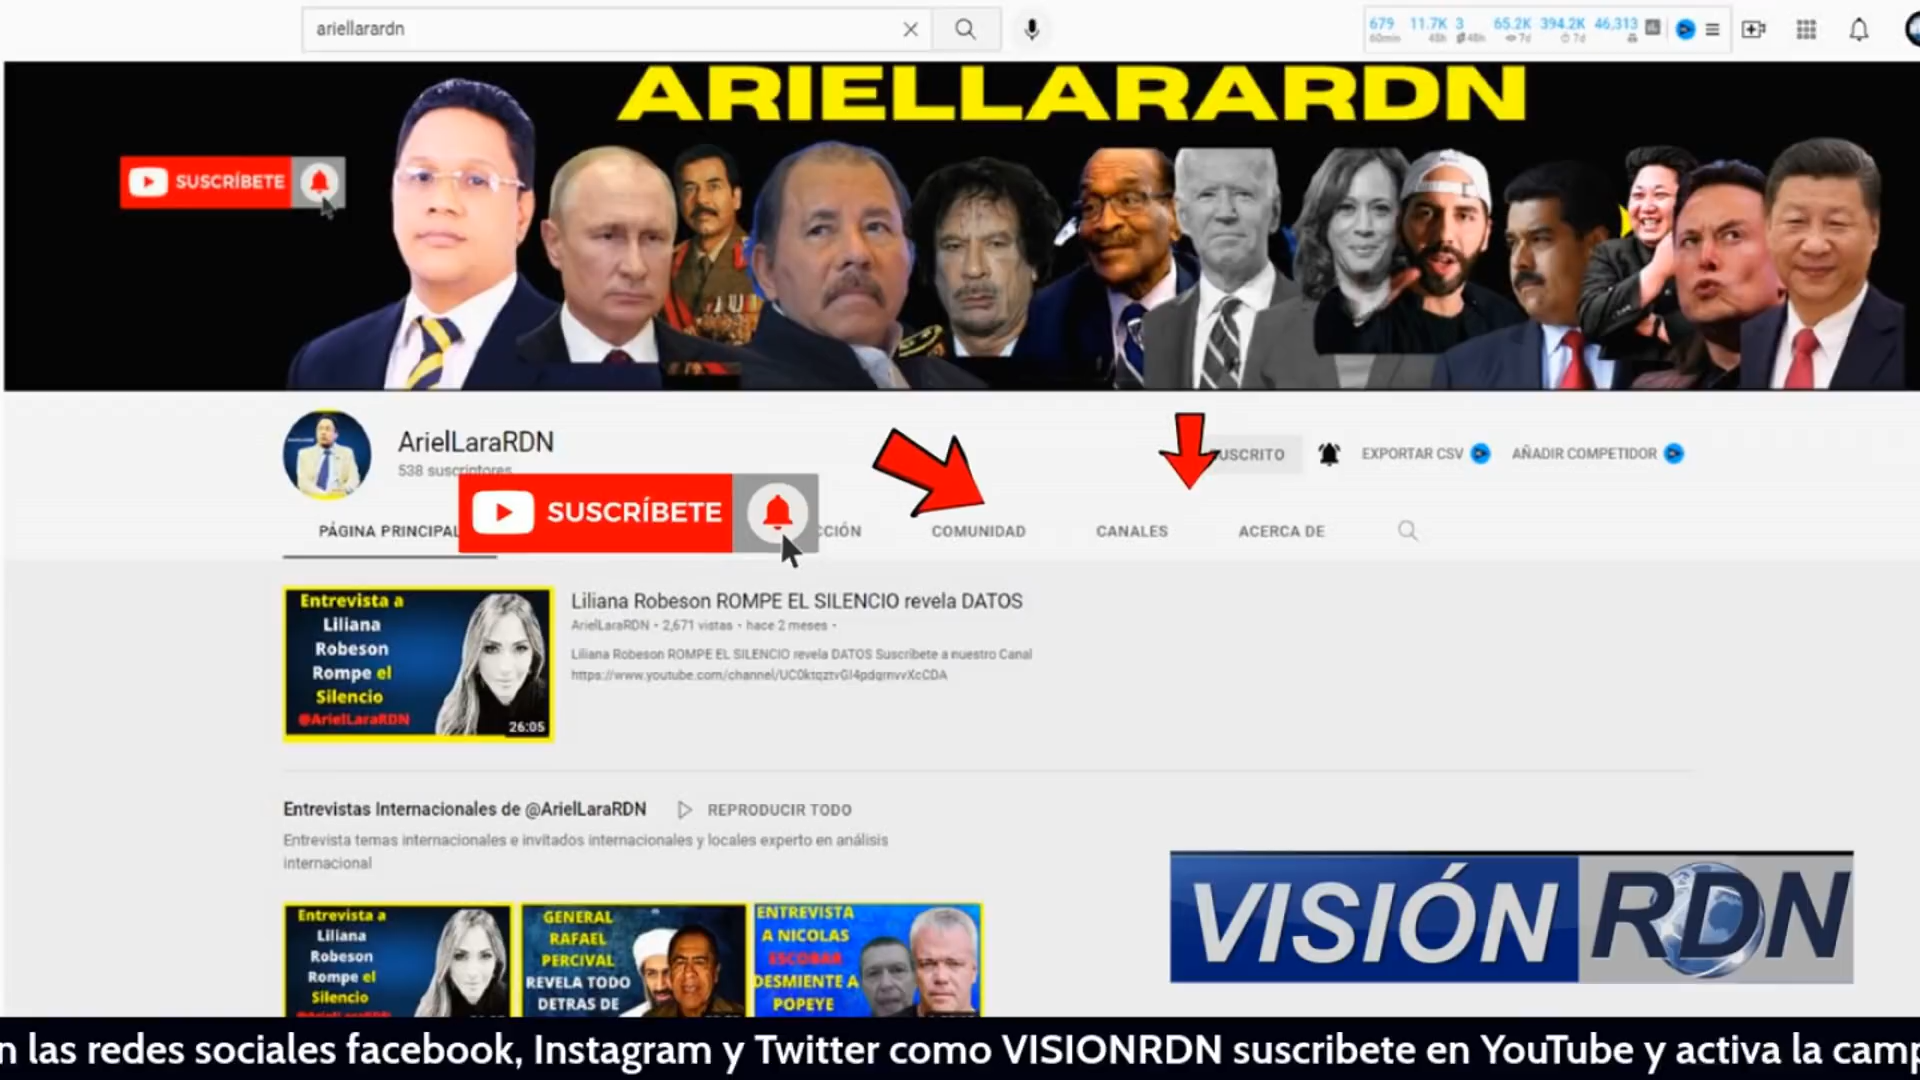 ariellarardn
679 11.7K 3 65.2K 394.2K 46,313
60min 48h 48h 7d 7d
ARIELLARARDN
SUSCRÍBETE
ArielLaraRDN
538 suscriptores
SUSCRITO
EXPORTAR CSV
AÑADIR COMPETIDOR
SUSCRÍBETE
PÁGINA PRINCIPAL
CCIÓN
COMUNIDAD
CANALES
ACERCA DE
Entrevista a
Liliana
Robeson
Rompe el
Silencio
@ArielLaraRDN
26:05
Liliana Robeson ROMPE EL SILENCIO revela DATOS
ArielLaraRDN • 2,671 vistas • hace 2 meses •
Liliana Robeson ROMPE EL SILENCIO revela DATOS Suscribete a nuestro Canal
Entrevistas Internacionales de @ArielLaraRDN
REPRODUCIR TODO
Entrevista temas internacionales e invitados internacionales y locales experto en análisis
internacional
Entrevista a
Liliana
Robeson
Rompe el
Silencio
GENERAL
RAFAEL
PERCIVAL
REVELA TODO
DETRAS DE
ENTREVISTA
A NICOLAS
ESCOBAR
DESMIENTE A
POPEYE
VISIÓN RDN
n las redes sociales facebook, Instagram y Twitter como VISIONRDN suscribete en YouTube y activa la camp